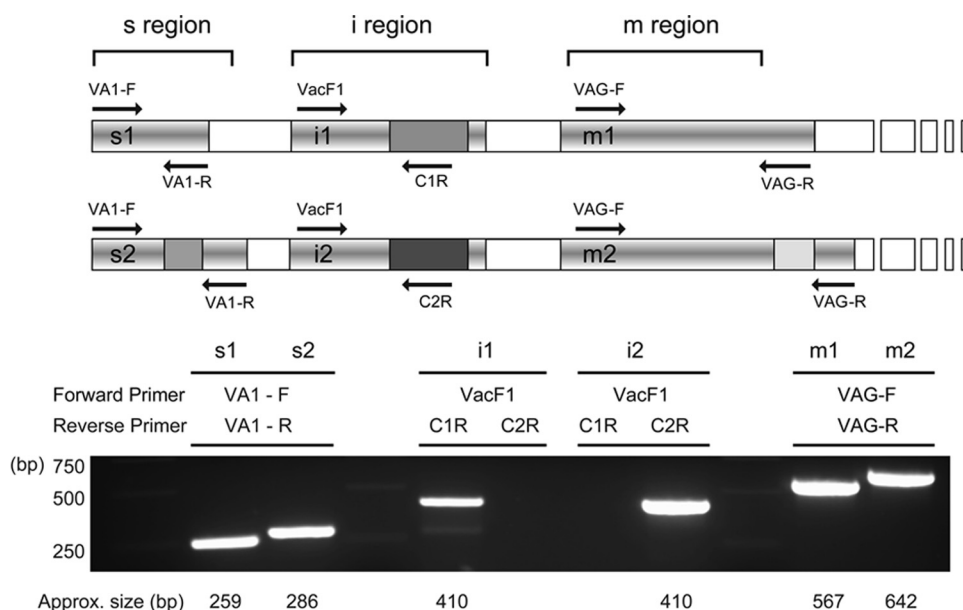 s region i region m region
VA1-F VacF1 VAG-F
s1 i1 m1
VA1-R C1R VAG-R
VA1-F VacF1 VAG-F
s2 i2 m2
VA1-R C2R VAG-R
s1 s2 i1 i2 m1 m2
Forward Primer VA1 - F VacF1 VacF1 VAG-F
Reverse Primer VA1 - R C1R C2R C1R C2R VAG-R
(bp) 750
500
250
Approx. size (bp) 259 286 410 410 567 642